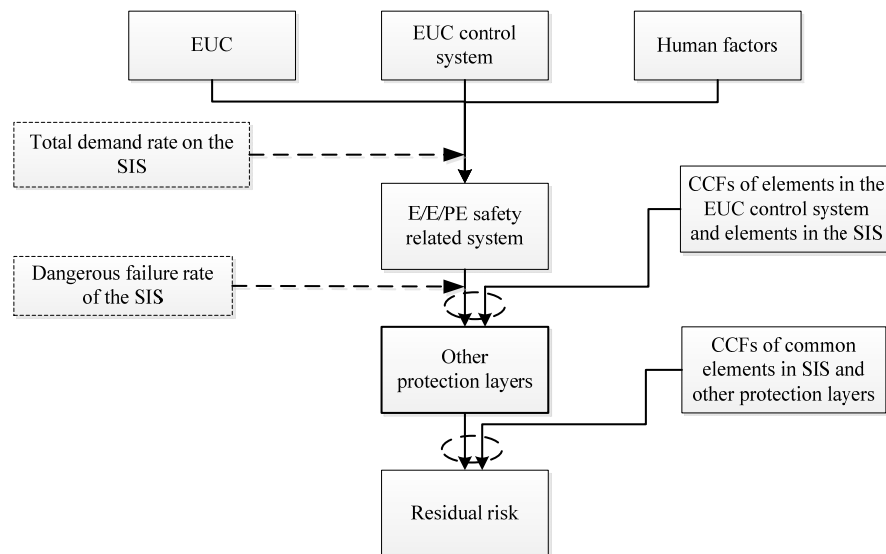 EUC
EUC control
system
Human factors
Total demand rate on the
SIS
CCFs of elements in the
EUC control system
and elements in the SIS
E/E/PE safety
related system
Dangerous failure rate
of the SIS
Other
protection layers
CCFs of common
elements in SIS and
other protection layers
Residual risk